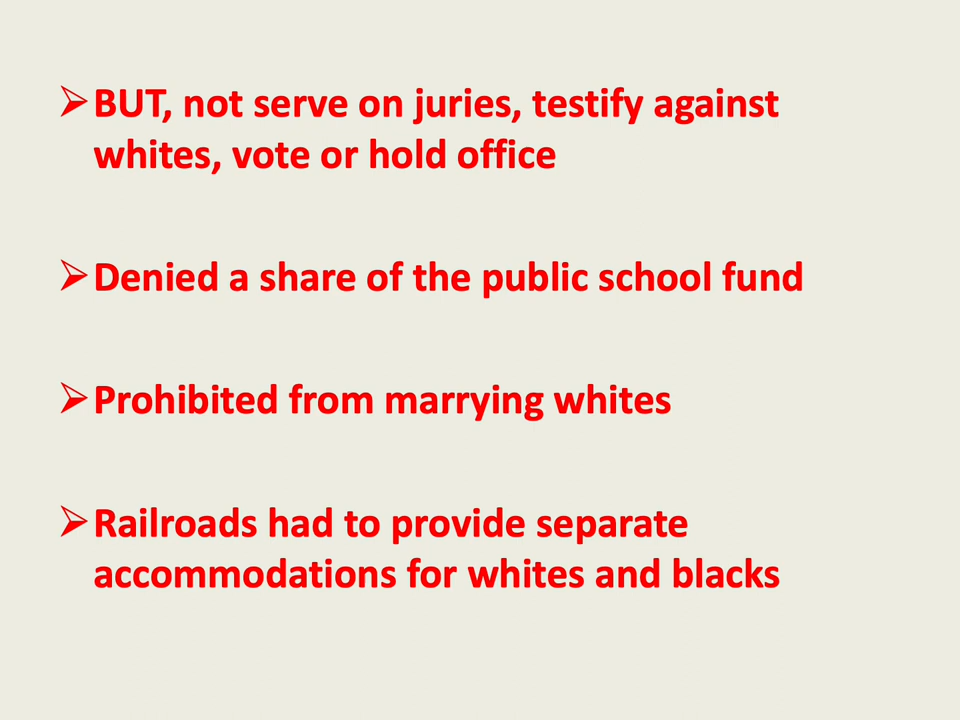 ➢BUT, not serve on juries, testify against
whites, vote or hold office
➢Denied a share of the public school fund
➢Prohibited from marrying whites
➢Railroads had to provide separate
accommodations for whites and blacks